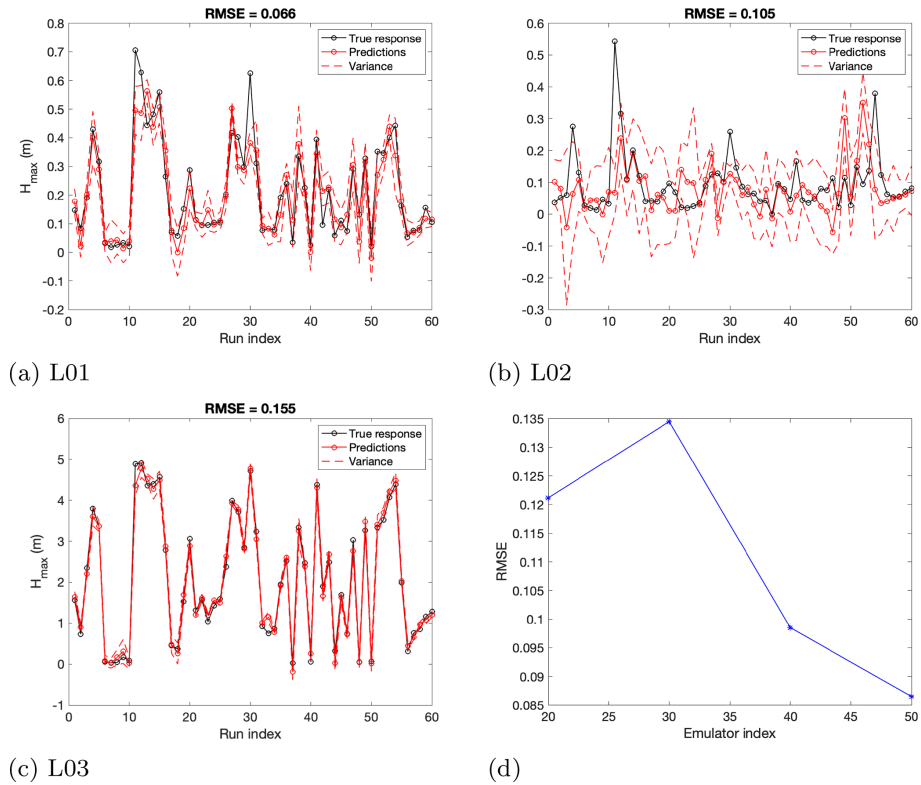 RMSE = 0.066
0.8
0.7
0.6
0.5
0.4
0.3
0.2
0.1
0
-0.1
-0.2
H_max (m)
True response
Predictions
Variance
0 10 20 30 40 50 60
Run index
(a) L01
RMSE = 0.105
0.6
0.5
0.4
0.3
0.2
0.1
0
-0.1
-0.2
-0.3
H_max (m)
True response
Predictions
Variance
0 10 20 30 40 50 60
Run index
(b) L02
RMSE = 0.155
6
5
4
3
2
1
0
-1
H_max (m)
True response
Predictions
Variance
0 10 20 30 40 50 60
Run index
(c) L03
0.135
0.13
0.125
0.12
0.115
0.11
0.105
0.1
0.095
0.09
0.085
RMSE
20 25 30 35 40 45 50
Emulator index
(d)